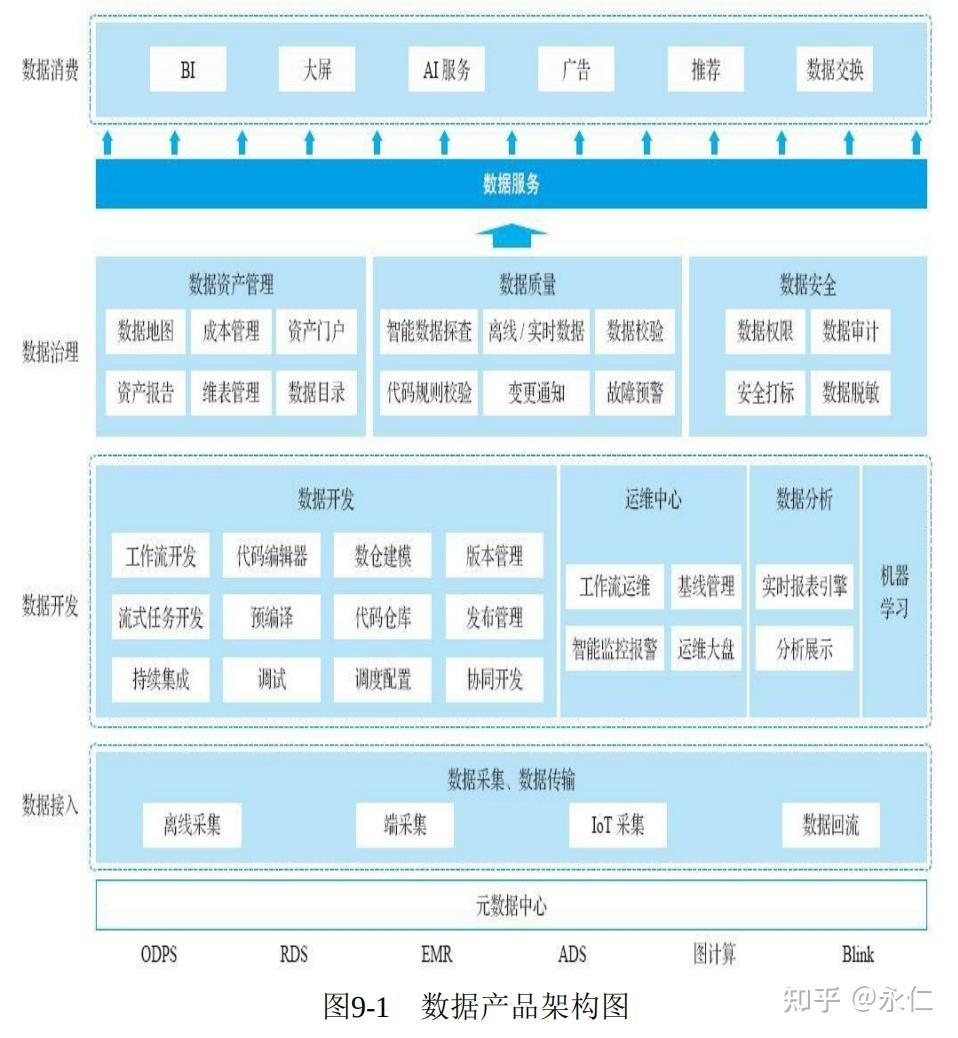 数据消费
BI 大屏 AI 服务 广告 推荐 数据交换
数据服务
数据治理
数据资产管理
数据地图 成本管理 资产门户
资产报告 维表管理 数据目录
数据质量
智能数据探查 离线 / 实时数据 数据校验
代码规则校验 变更通知 故障预警
数据安全
数据权限 数据审计
安全打标 数据脱敏
数据开发
数据开发
工作流开发 代码编辑器 数仓建模 版本管理
流式任务开发 预编译 代码仓库 发布管理
持续集成 调试 调度配置 协同开发
运维中心
工作流运维 基线管理
智能监控报警 运维大盘
数据分析
实时报表引擎
分析展示
机器
学习
数据接入
数据采集、数据传输
离线采集 端采集 IoT 采集 数据回流
元数据中心
ODPS RDS EMR ADS 图计算 Blink
图9-1 数据产品架构图
知乎 @永仁